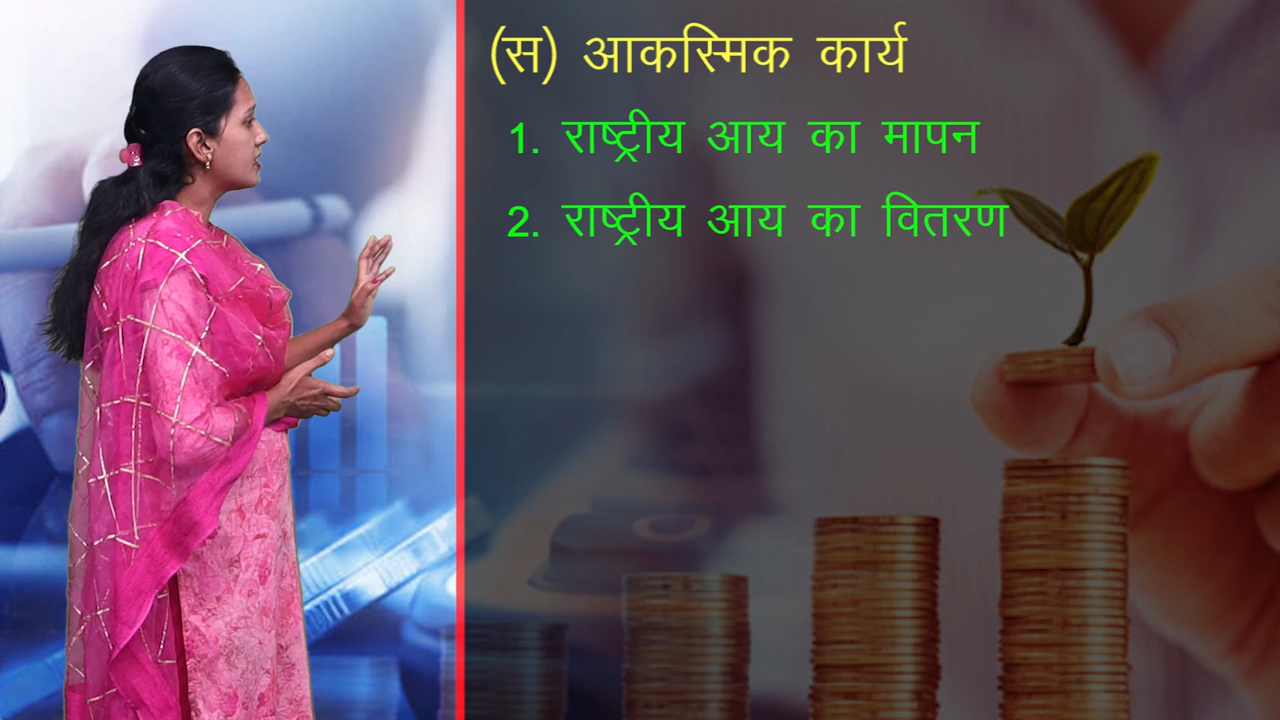 (स) आकस्मिक कार्य
1. राष्ट्रीय आय का मापन
2. राष्ट्रीय आय का वितरण